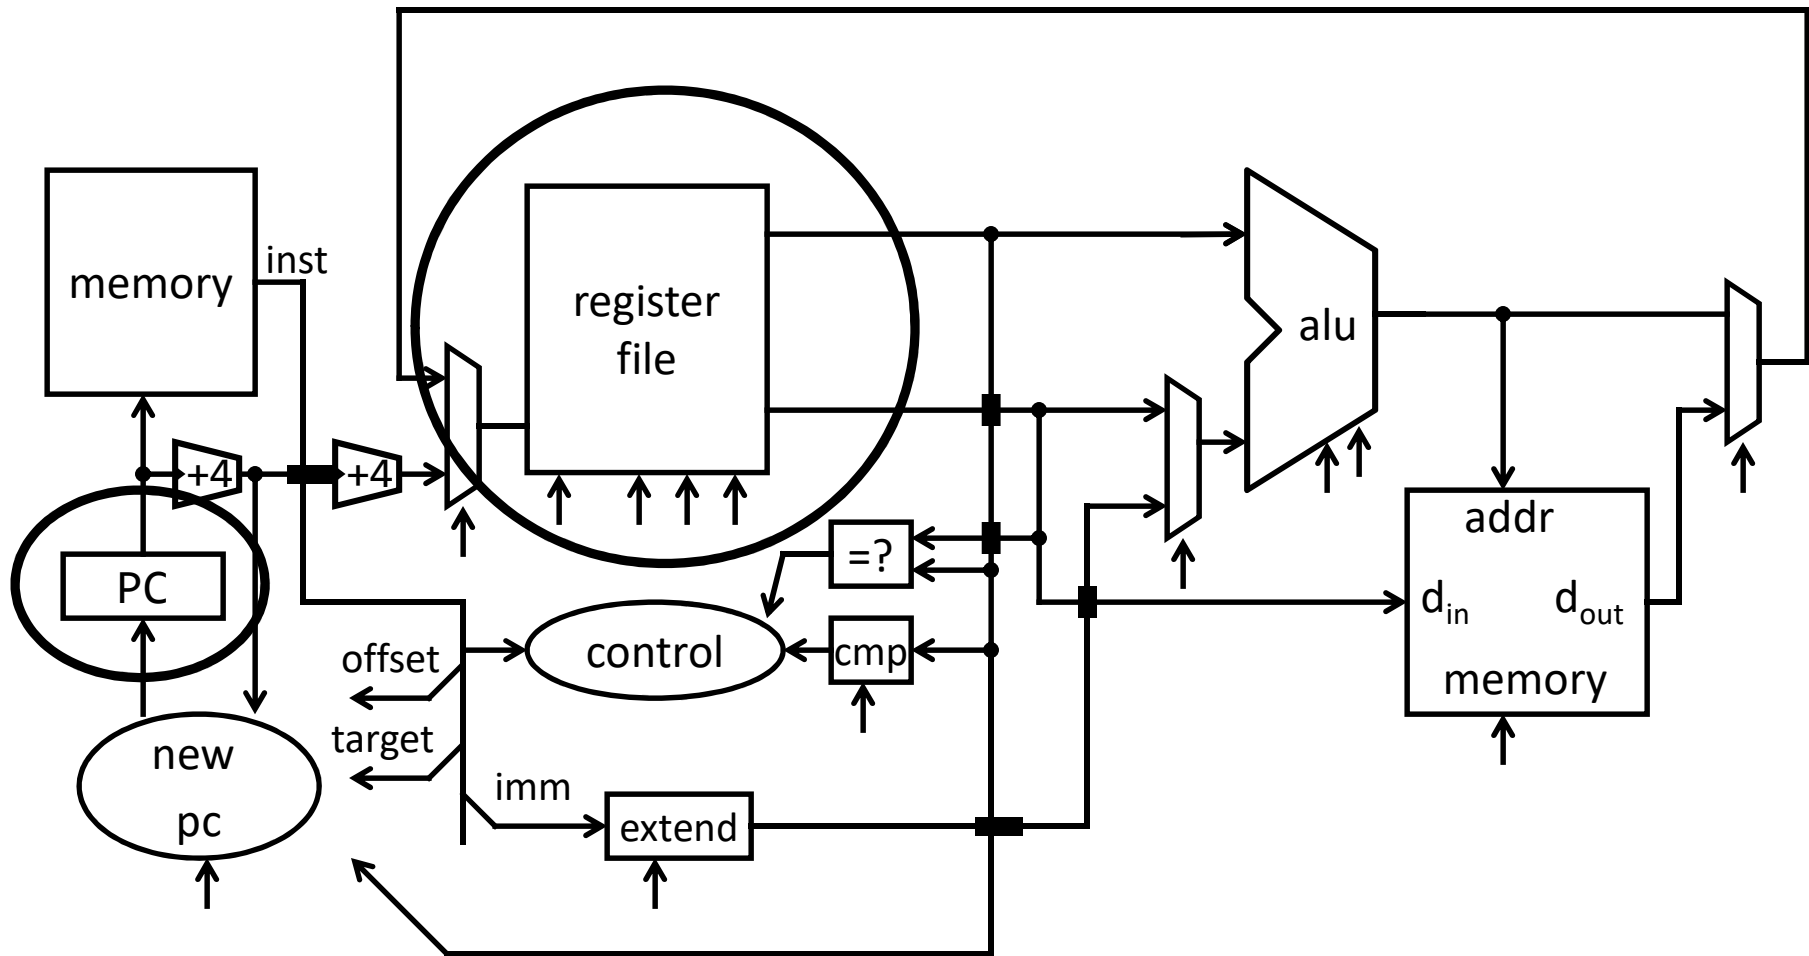 inst
memory
register
file
alu
+4
+4
addr
=?
PC
d_in
d_out
control
cmp
offset
memory
target
new
pc
imm
extend